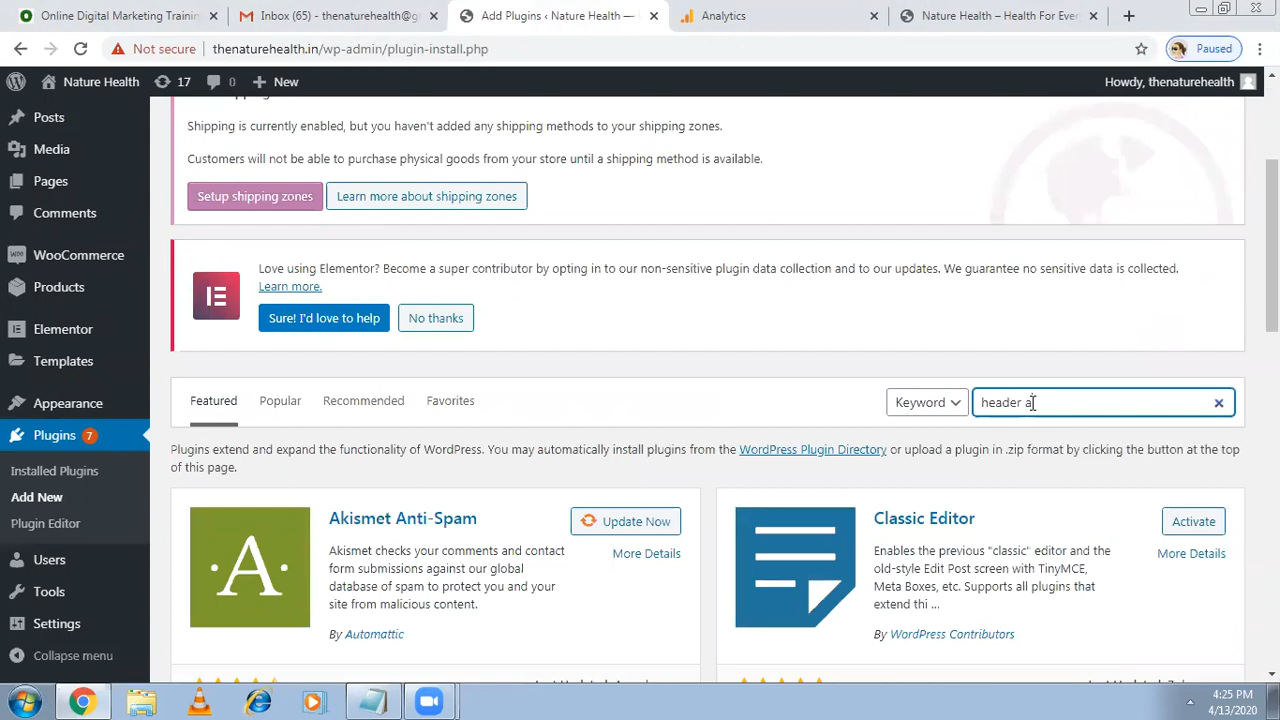 Online Digital Marketing Trainin
Inbox (65) - thenaturehealth@g
Add Plugins ‹ Nature Health —
Analytics
Nature Health – Health For Ever
Not secure
thenaturehealth.in/wp-admin/plugin-install.php
Paused
Nature Health
17
0
New
Howdy, thenaturehealth
Posts
Media
Pages
Comments
WooCommerce
Products
Elementor
Templates
Appearance
Plugins 7
Installed Plugins
Add New
Plugin Editor
Users
Tools
Settings
Collapse menu
Shipping is currently enabled, but you haven't added any shipping methods to your shipping zones.
Customers will not be able to purchase physical goods from your store until a shipping method is available.
Setup shipping zones
Learn more about shipping zones
Love using Elementor? Become a super contributor by opting in to our non-sensitive plugin data collection and to our updates. We guarantee no sensitive data is collected.
Learn more.
Sure! I'd love to help
No thanks
Featured
Popular
Recommended
Favorites
Keyword
header a
Plugins extend and expand the functionality of WordPress. You may automatically install plugins from the WordPress Plugin Directory or upload a plugin in .zip format by clicking the button at the top
of this page.
Akismet Anti-Spam
Update Now
More Details
Akismet checks your comments and contact
form submissions against our global
database of spam to protect you and your
site from malicious content.
By Automattic
Classic Editor
Activate
More Details
Enables the previous "classic" editor and the
old-style Edit Post screen with TinyMCE,
Meta Boxes, etc. Supports all plugins that
extend thi ...
By WordPress Contributors
4:25 PM
4/13/2020